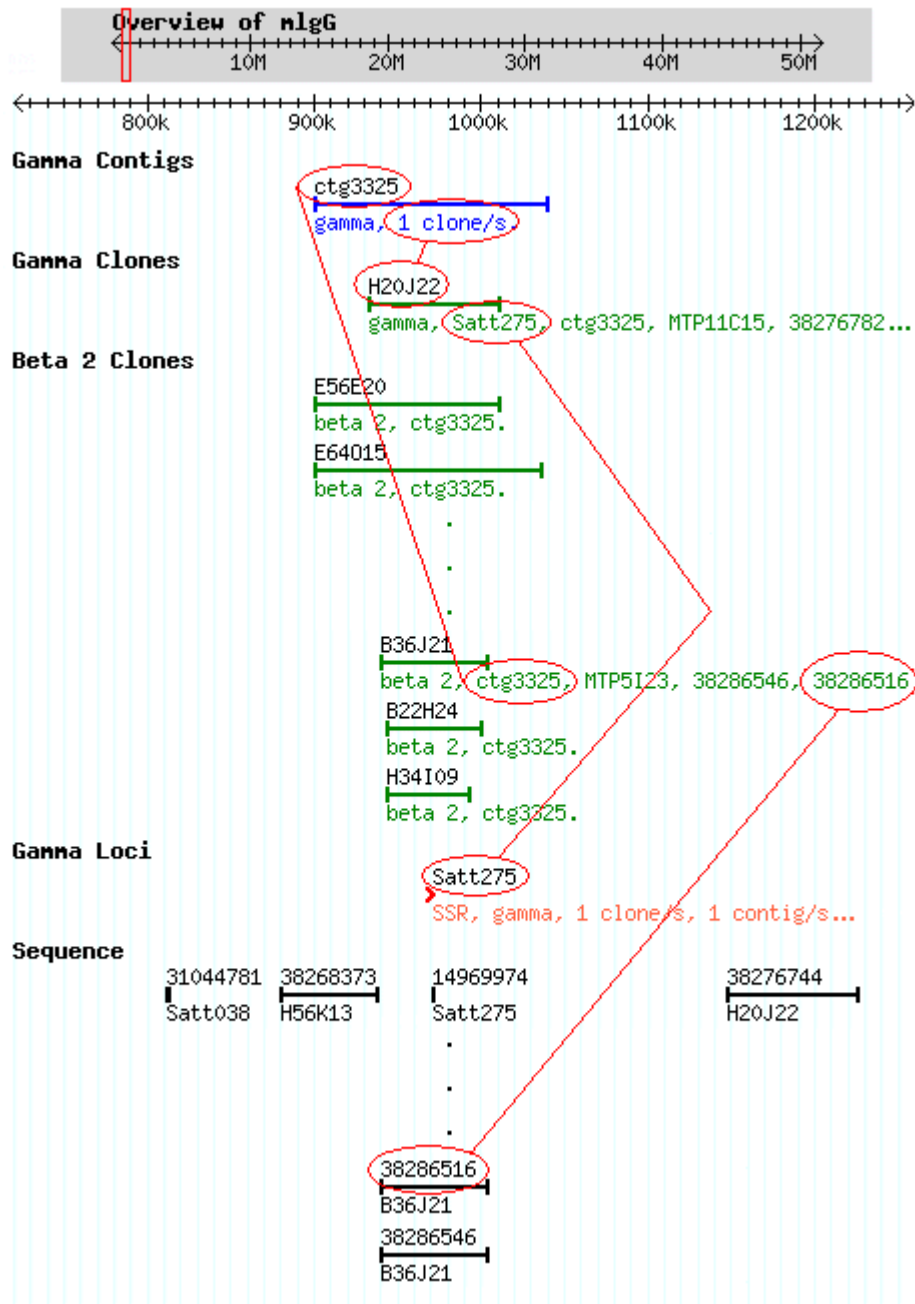 Overview of mlgG
10M 20M 30M 40M 50M
800k 900k 1000k 1100k 1200k
Gamma Contigs
ctg3325
gamma, 1 clone/s.
Gamma Clones
H20J22
gamma, Satt275, ctg3325, MTP11C15, 38276782...
Beta 2 Clones
E56E20
beta 2, ctg3325.
E64O15
beta 2, ctg3325.
B36J21
beta 2, ctg3325, MTP5I23, 38286546, 38286516
B22H24
beta 2, ctg3325.
H34I09
beta 2, ctg3325.
Gamma Loci
Satt275
SSR, gamma, 1 clone/s, 1 contig/s...
Sequence
31044781 38268373 14969974 38276744
Satt038 H56K13 Satt275 H20J22
38286516
B36J21
38286546
B36J21